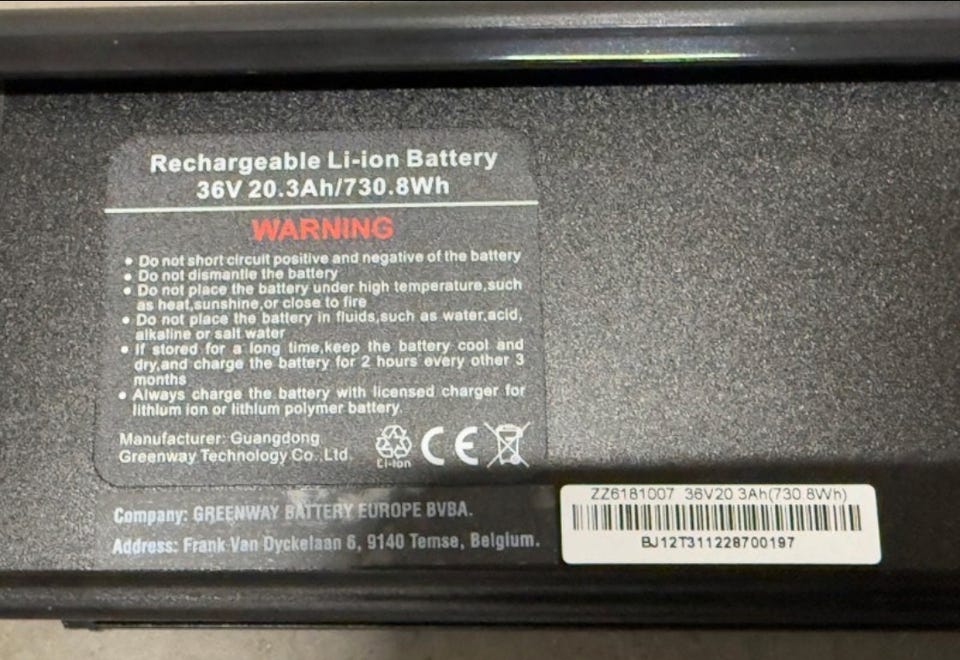 Rechargeable Li-ion Battery
36V 20.3Ah/730.8Wh
WARNING
• Do not short circuit positive and negative of the battery
• Do not dismantle the battery
• Do not place the battery under high temperature,such
as heat,sunshine,or close to fire
• Do not place the battery in fluids,such as water,acid,
alkaline or salt water
• If stored for a long time,keep the battery cool and
dry,and charge the battery for 2 hours every other 3
months
• Always charge the battery with licensed charger for
lithium ion or lithium polymer battery.
Manufacturer: Guangdong
Greenway Technology Co.,Ltd.
Li-ion
CE
Company: GREENWAY BATTERY EUROPE BVBA.
Address: Frank Van Dyckelaan 6, 9140 Temse, Belgium.
ZZ6181007 36V20.3Ah(730.8Wh)
BJ12T311228700197